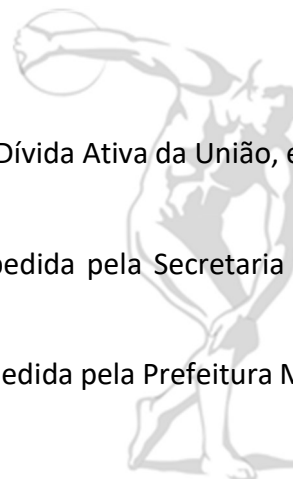 Dívida Ativa da União, e
pedida pela Secretaria
edida pela Prefeitura M